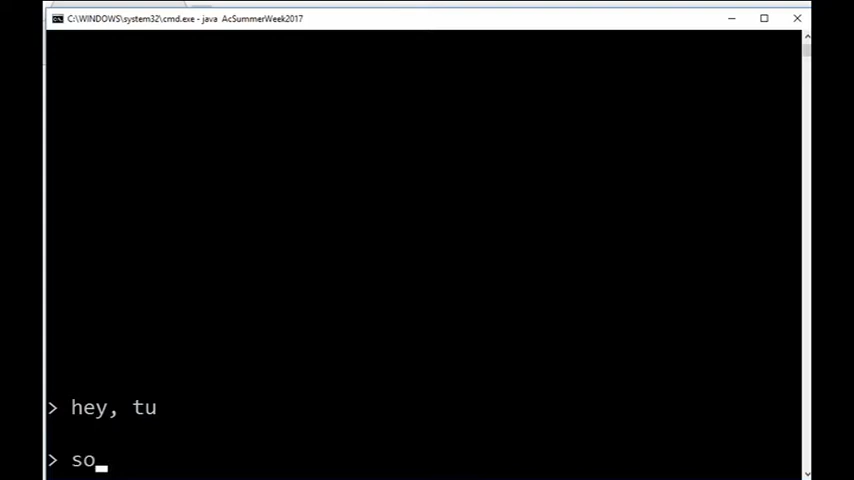 C:\WINDOWS\system32\cmd.exe - java AcSummerWeek2017
> hey, tu
> so